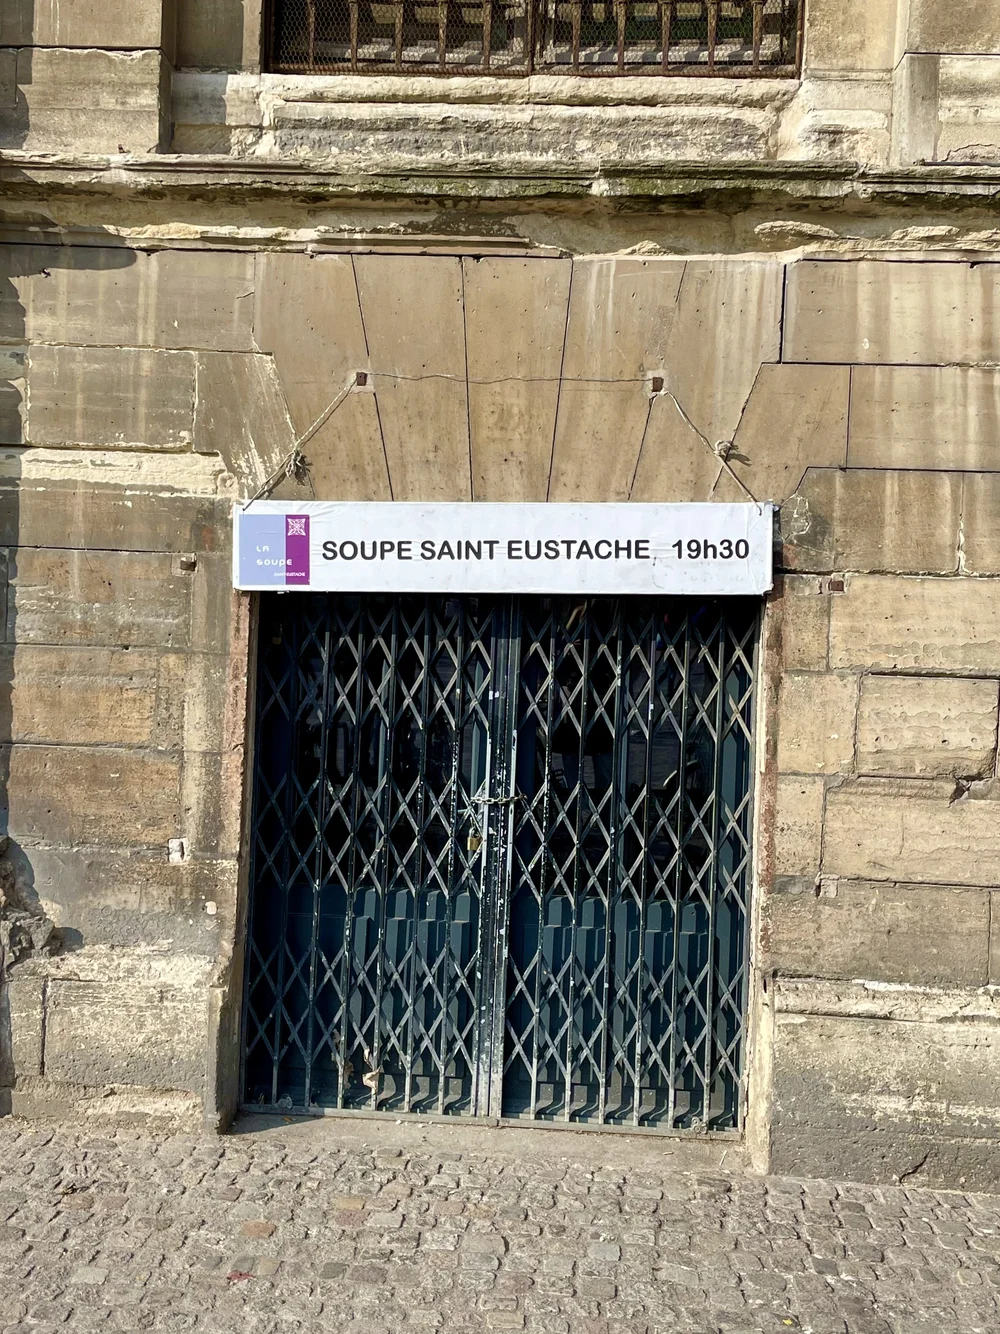 LA
soupe
SAINT-EUSTACHE
SOUPE SAINT EUSTACHE 19h30